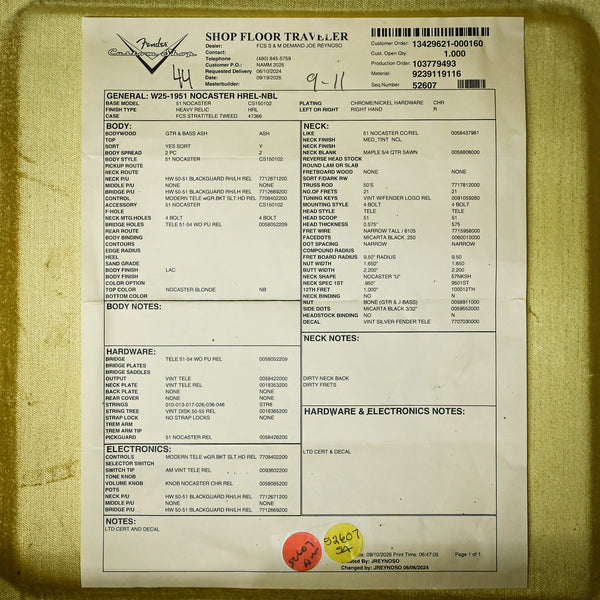 Fender
Custom Shop
SHOP FLOOR TRAVELER
Dealer: FCS S & M DEMAND JOE REYNOSO
Contact:
Telephone (480) 845-5759
Customer P.O.: NAMM 2025
Requested Delivery 06/10/2024
Date: 09/19/2025
Masterbuilder:
Customer Order: 13429621-000160
Cust. Open Qty. 1.000
Production Order: 103779493
Material: 9239119116
Seq.Number 52607
44
9-11
GENERAL: W25-1951 NOCASTER HREL-NBL
BASE MODEL 51 NOCASTER CS150102
FINISH TYPE HEAVY RELIC HRL
CASE FCS STRAT/TELE TWEED 47366
PLATING CHROME/NICKEL HARDWARE CHR
LEFT OR RIGHT RIGHT HAND R
BODY:
BODYWOOD GTR & BASS ASH ASH
TOP
SORT YES SORT Y
BODY SPREAD 2 PC 2
BODY STYLE 51 NOCASTER CS150102
PICKUP ROUTE
NECK ROUTE
NECK P/U HW 50-51 BLACKGUARD RH/LH REL 7712671200
MIDDLE P/U NONE NONE
BRIDGE P/U HW 50-51 BLACKGUARD RH REL 7712669200
CONTROL MODERN TELE wGR.BKT SLT HD REL 7708402200
ACCESSORY 51 NOCASTER CS150102
F-HOLE
NECK MTG.HOLES 4 BOLT 4 BOLT
BRIDGE HOLES TELE 51-54 WO PU REL 0058052209
REAR ROUTE
BODY BINDING
CONTOURS
EDGE RADIUS
HEEL
SAND GRADE
BODY FINISH LAC
BODY FINISH
COLOR OPTION
TOP COLOR NOCASTER BLONDE NB
BOTTOM COLOR
BODY NOTES:
HARDWARE:
BRIDGE TELE 51-54 WO PU REL 0058052209
BRIDGE PLATES
BRIDGE SADDLES
OUTPUT VINT TELE 0058422000
NECK PLATE VINT TELE REL 0018353200
BACK PLATE NONE NONE
REAR COVER NONE NONE
STRINGS 010-013-017-026-036-046 STR6
STRING TREE VINT DISK 50-55 REL 0018365200
STRAP LOCK NO STRAP LOCKS NONE
TREM ARM
TREM ARM TIP
PICKGUARD 51 NOCASTER REL 0058426200
ELECTRONICS:
CONTROLS MODERN TELE wGR.BKT SLT HD REL 7708402200
SELECTOR SWITCH
SWITCH TIP AM VINT TELE REL 0093602200
TONE KNOB
VOLUME KNOB NOCASTER CHR REL 0058085200
POTS
NECK P/U HW 50-51 BLACKGUARD RH/LH REL 7712671200
MIDDLE P/U NONE NONE
BRIDGE P/U HW 50-51 BLACKGUARD RH REL 7712669200
NECK:
LIKE 51 NOCASTER CC/REL 0058437981
NECK FINISH MED_TINT NCL
NECK FINISH
NECK BLANK MAPLE 5/4 QTR SAWN 0058806000
REVERSE HEAD STOCK
ROUND LAM OR SLAB
FRETBOARD WOOD NONE NONE
SORT F/DARK RW
TRUSS ROD 50'S 7717812000
NO.OF FRETS 21 21
TUNING KEYS VINT W/FENDER LOGO REL 0091059260
MOUNTING STYLE 4 BOLT 4 BOLT
HEAD STYLE TELE TELE
HEAD SCOOP 51 51
HEAD THICKNESS 0.575" 575
FRET WIRE NARROW TALL / 6105 7715958000
FACEDOTS MICARTA BLACK .250 0060010000
DOT SPACING NARROW NARROW
COMPOUND RADIUS
FRET BOARD RADIUS 9.50" RADIUS 9.50
NUT WIDTH 1.650" 1.650
BUTT WIDTH 2.200 2.200
NECK SHAPE NOCASTER "U" 57NKSH
NECK SPEC 1ST .950" 9501ST
12TH FRET 1.000" 100012TH
NECK BINDING NO N
NUT BONE (GTR & J-BASS) 0058911000
SIDE DOTS MICARTA BLACK 3/32" 0059552000
HEADSTOCK BINDING NO N
DECAL VINT SILVER FENDER TELE 7707030000
NECK NOTES:
DIRTY NECK BACK
DIRTY FRETS
HARDWARE & ELECTRONICS NOTES:
LTD CERT & DECAL
NOTES:
LTD CERT AND DECAL
52607
52607
54
date: 09/10/2025 Print Time: 06:47:05 Page 1 of 1
Created By: JREYNOSO
Changed by: JREYNOSO 06/06/2024